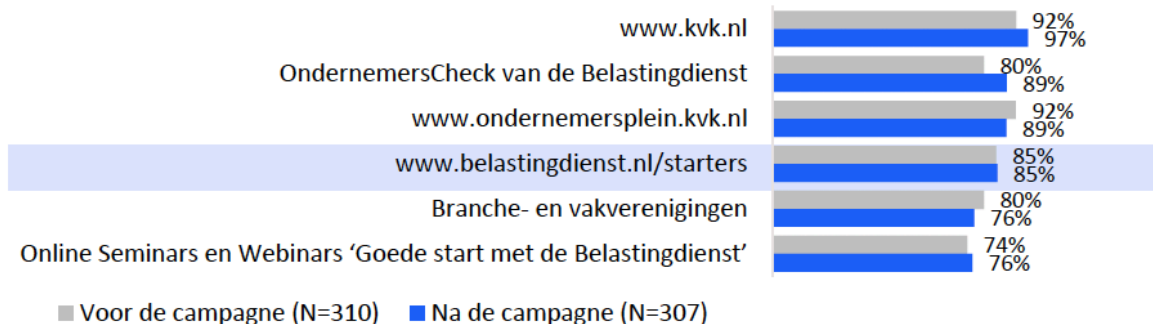 www.kvk.nl 92%
97%
OndernemersCheck van de Belastingdienst 80%
89%
www.ondernemersplein.kvk.nl 92%
89%
www.belastingdienst.nl/starters 85%
85%
Branche- en vakverenigingen 80%
76%
Online Seminars en Webinars ‘Goede start met de Belastingdienst’ 74%
76%
Voor de campagne (N=310) Na de campagne (N=307)